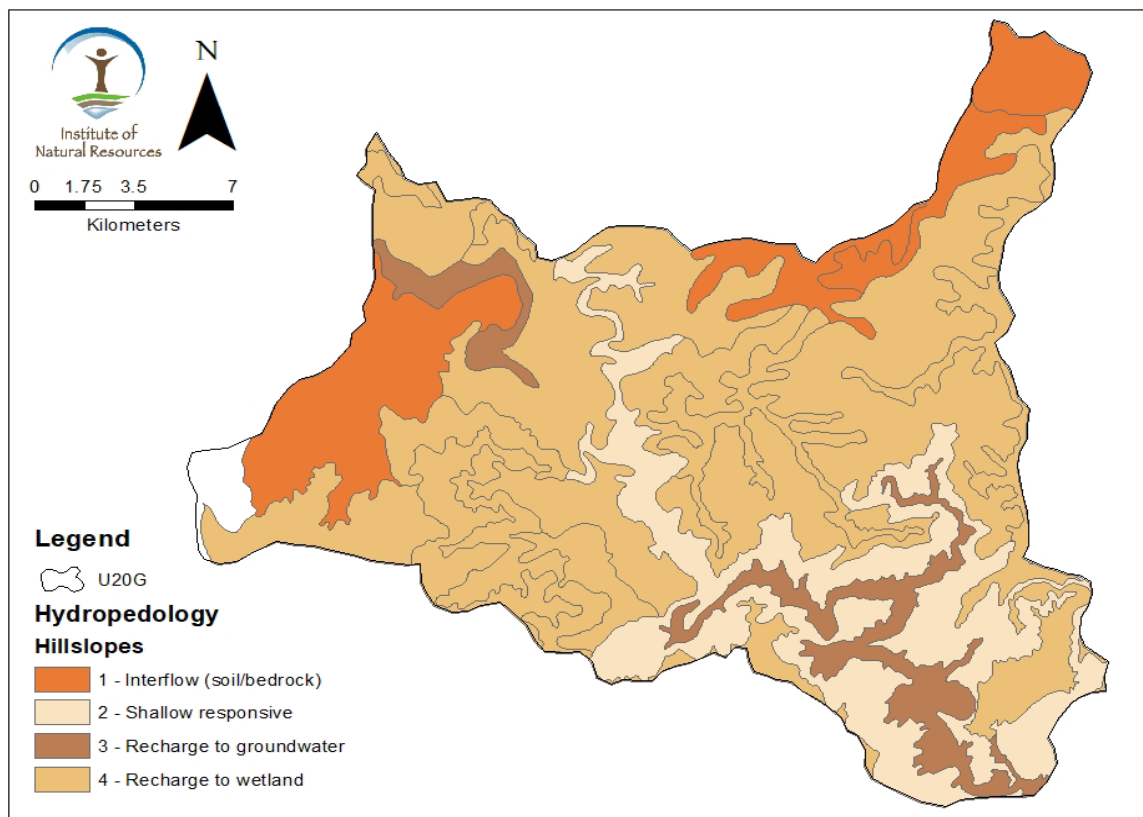 Institute of
Natural Resources
N
0 1.75 3.5 7
Kilometers
Legend
U20G
Hydropedology
Hillslopes
1 - Interflow (soil/bedrock)
2 - Shallow responsive
3 - Recharge to groundwater
4 - Recharge to wetland